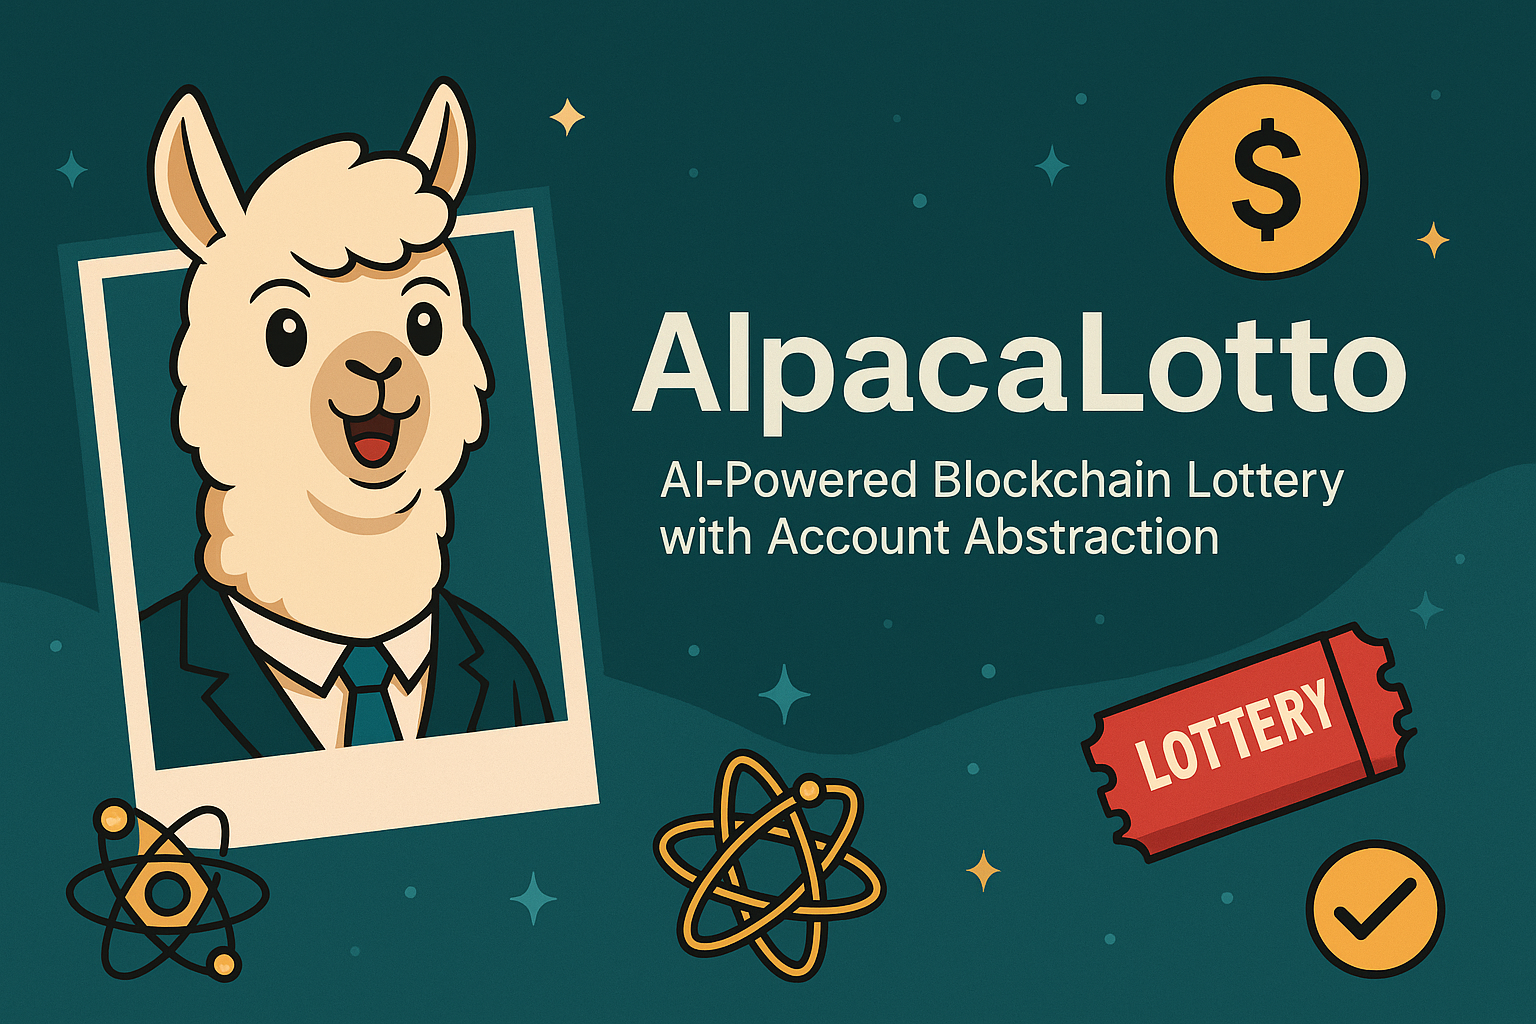 $
AlpacaLotto
AI-Powered Blockchain Lottery
with Account Abstraction
LOTTERY